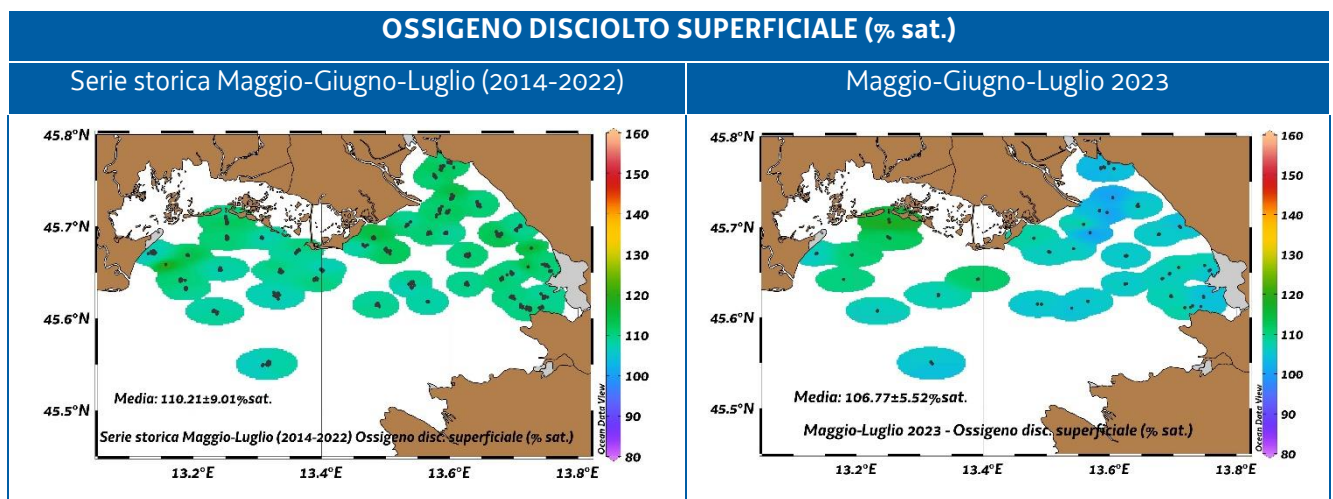 OSSIGENO DISCIOLTO SUPERFICIALE (% sat.)
Serie storica Maggio-Giugno-Luglio (2014-2022)
Maggio-Giugno-Luglio 2023
45.8°N
45.7°N
45.6°N
45.5°N
13.2°E
13.4°E
13.6°E
13.8°E
160
150
140
130
120
110
100
90
80
Ocean Data View
Media: 110.21±9.01%sat.
Serie storica Maggio-Luglio (2014-2022) Ossigeno disc. superficiale (% sat.)
45.8°N
45.7°N
45.6°N
45.5°N
13.2°E
13.4°E
13.6°E
13.8°E
160
150
140
130
120
110
100
90
80
Ocean Data View
Media: 106.77±5.52%sat.
Maggio-Luglio 2023 - Ossigeno disc. superficiale (% sat.)